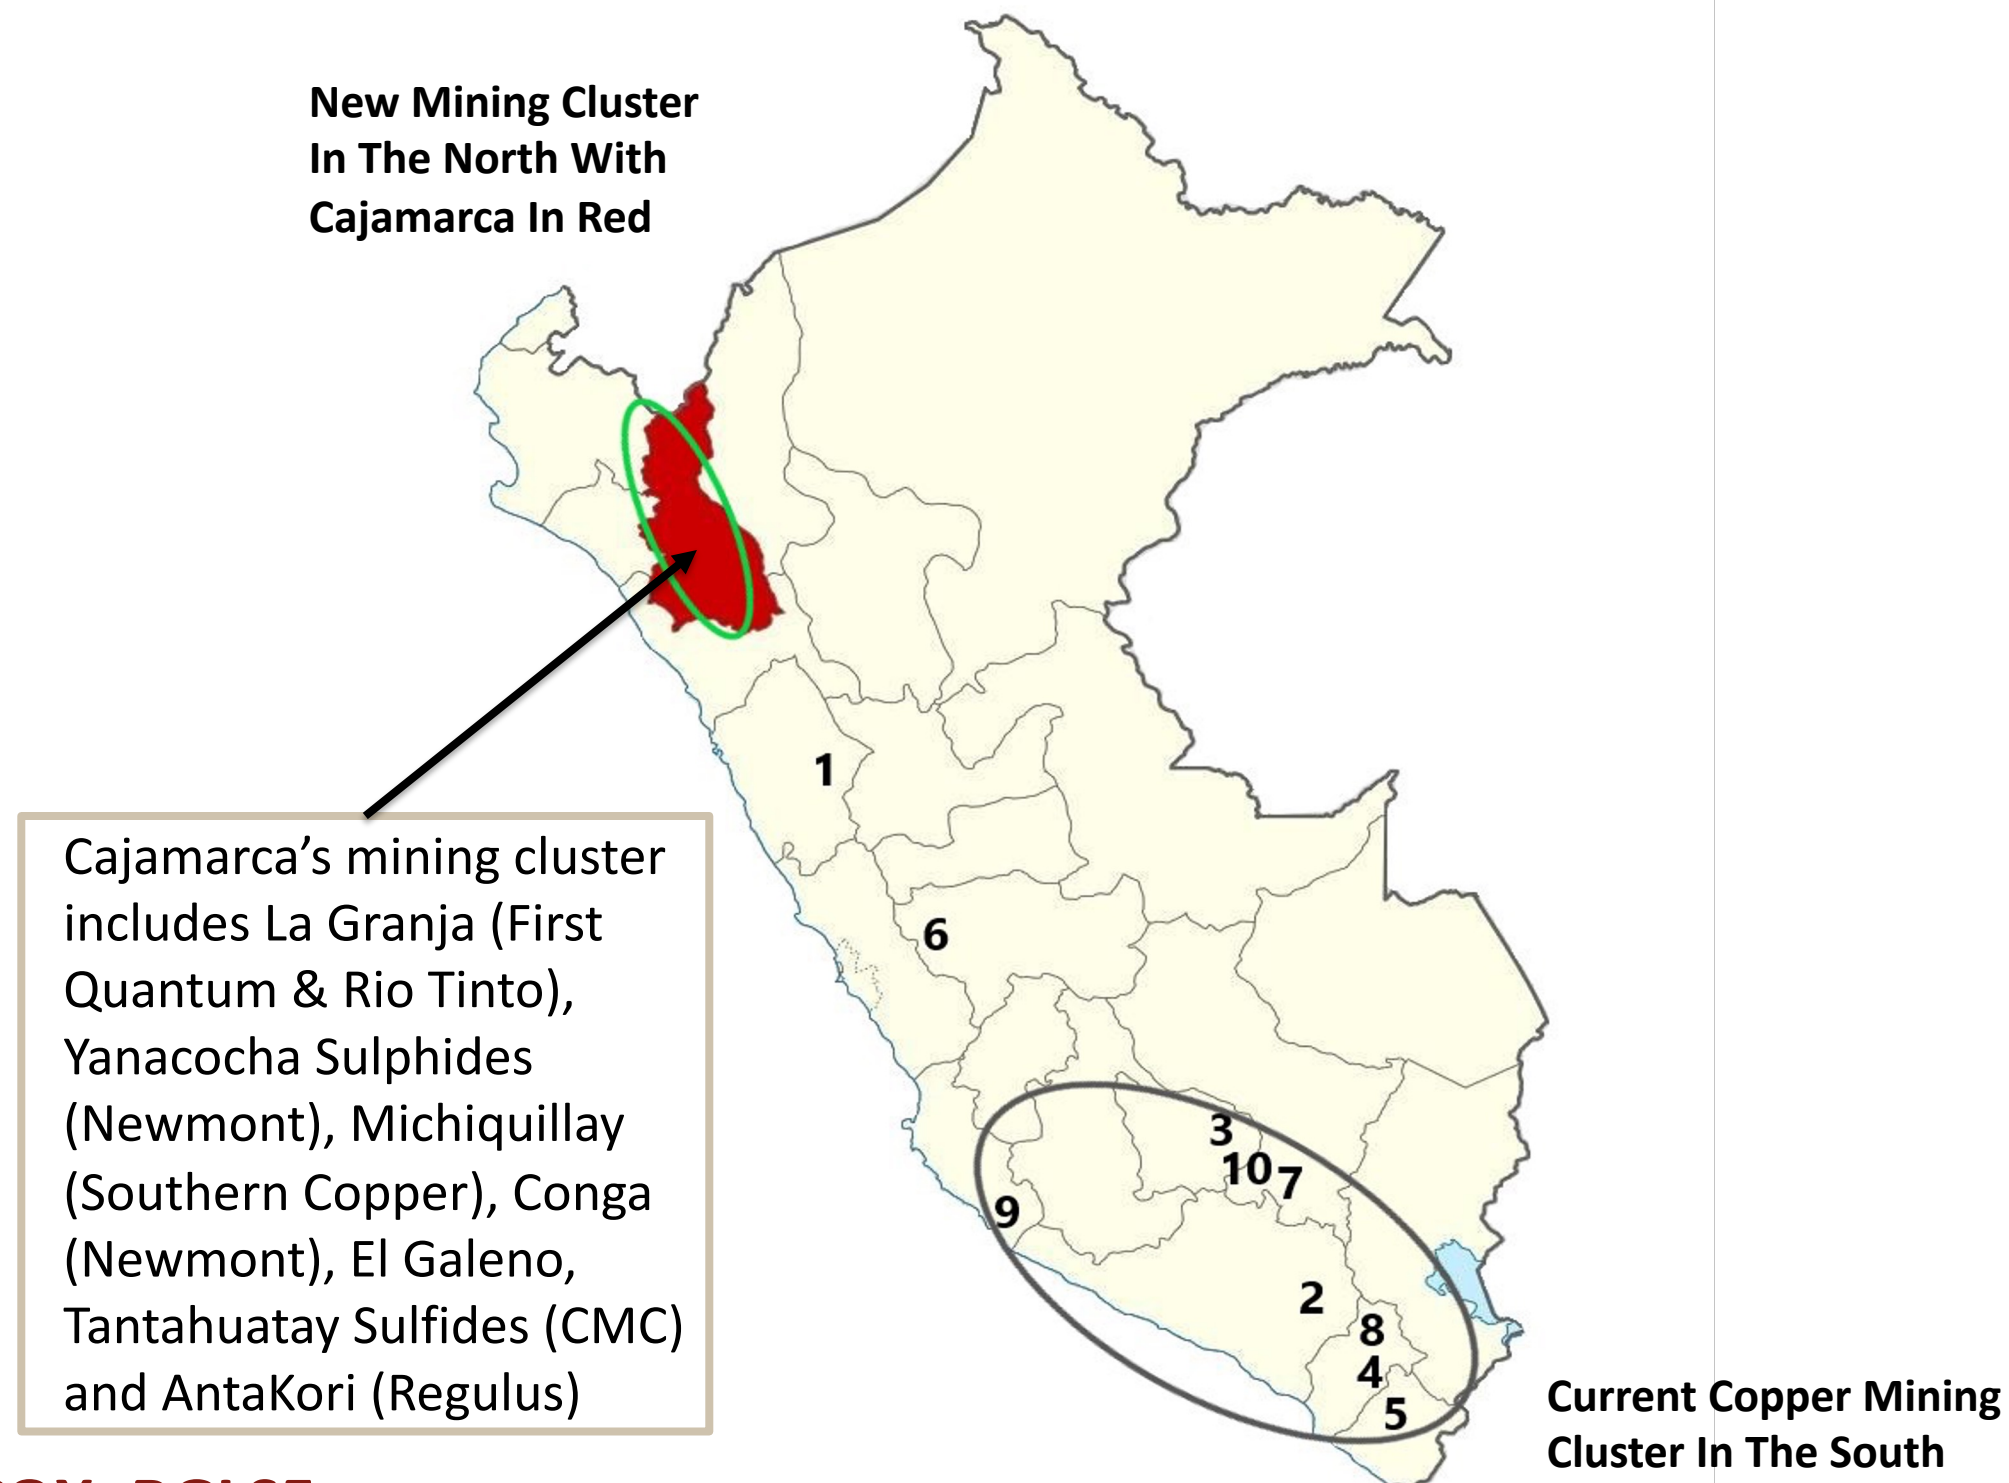 New Mining Cluster
In The North With
Cajamarca In Red
1
Cajamarca’s mining cluster
includes La Granja (First
Quantum & Rio Tinto),
Yanacocha Sulphides
(Newmont), Michiquillay
(Southern Copper), Conga
(Newmont), El Galeno,
Tantahuatay Sulfides (CMC)
and AntaKori (Regulus)
6
3
10 7
9
2
8
4
5
Current Copper Mining
Cluster In The South